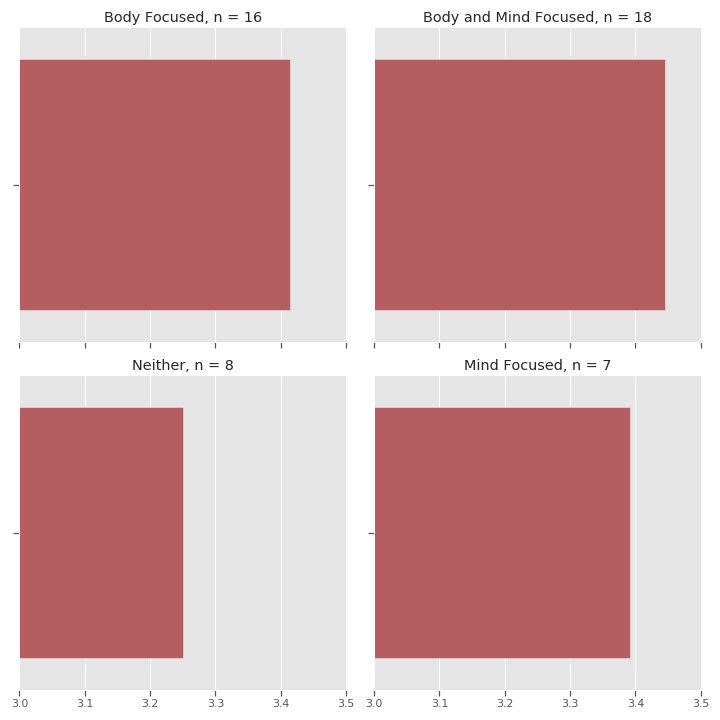 Body Focused, n = 16
Body and Mind Focused, n = 18
Neither, n = 8
Mind Focused, n = 7
3.0 3.1 3.2 3.3 3.4 3.5
3.0 3.1 3.2 3.3 3.4 3.5